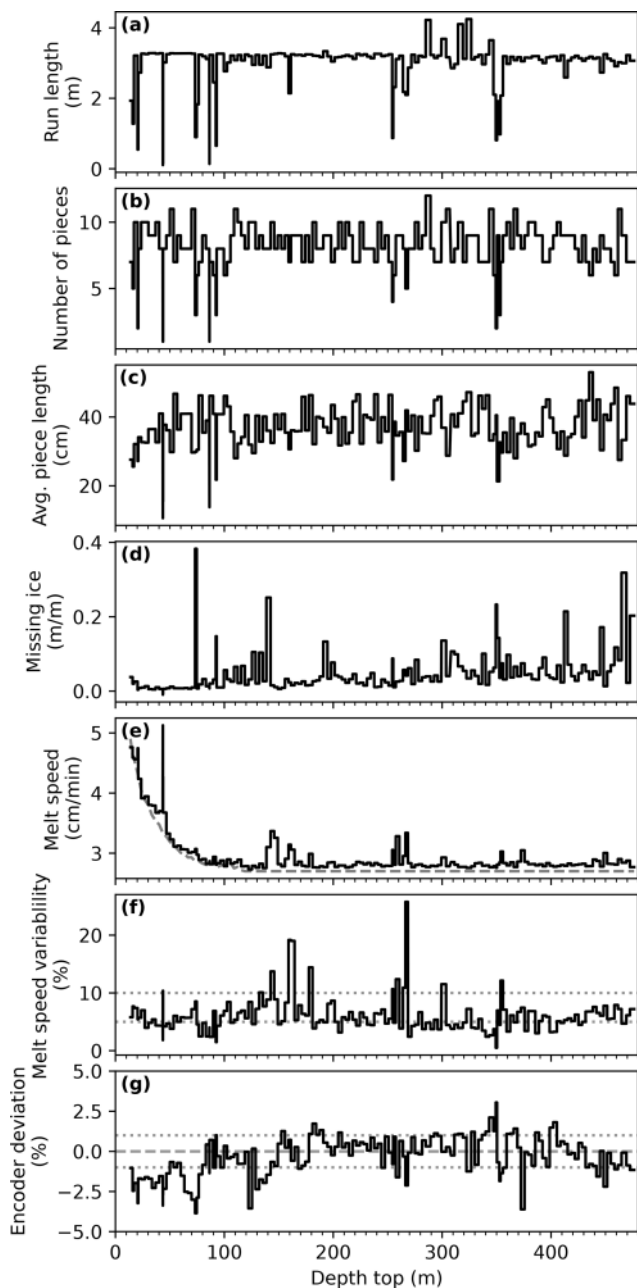 (a)
Run length
(m)
4
2
0
(b)
Number of pieces
10
5
(c)
Avg. piece length
(cm)
40
20
(d)
Missing ice
(m/m)
0.4
0.2
0.0
(e)
Melt speed
(cm/min)
5
4
3
(f)
Melt speed variablility
(%)
20
10
0
(g)
Encoder deviation
(%)
5.0
2.5
0.0
−2.5
−5.0
0 100 200 300 400
Depth top (m)